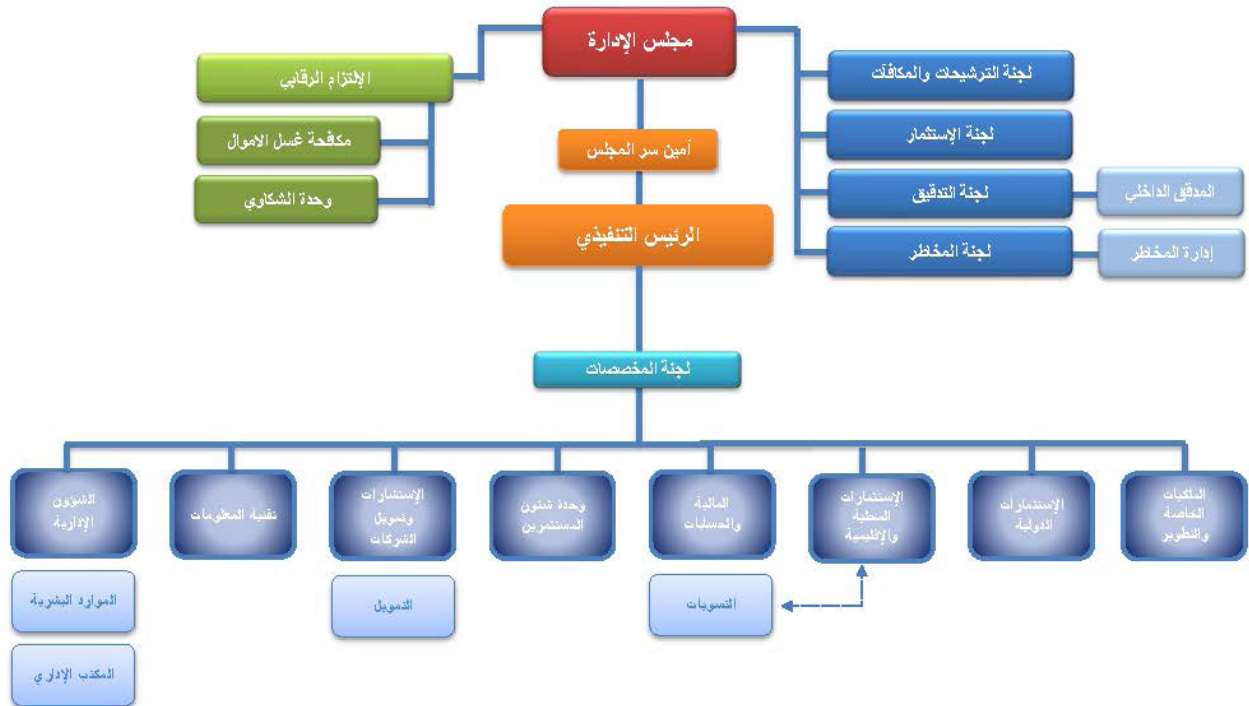 مجلس الإدارة
الإلتزام الرقابي
مكافحة غسل الاموال
وحدة الشكاوي
لجنة الترشيحات والمكافآت
لجنة الإستثمار
لجنة التدقيق
المدقق الداخلي
لجنة المخاطر
إدارة المخاطر
أمين سر المجلس
الرئيس التنفيذي
لجنة المخصصات
الملكيات
الخاصة
والتطوير
الإستثمارات
الدولية
الإستثمارات
المحلية
والإقليمية
المالية
والحسابات
وحدة شئون
المستثمرين
الإستشارات
وتمويل
الشركات
تقنية المعلومات
الشؤون
الإدارية
التسويات
التمويل
الموارد البشرية
المكتب الإداري